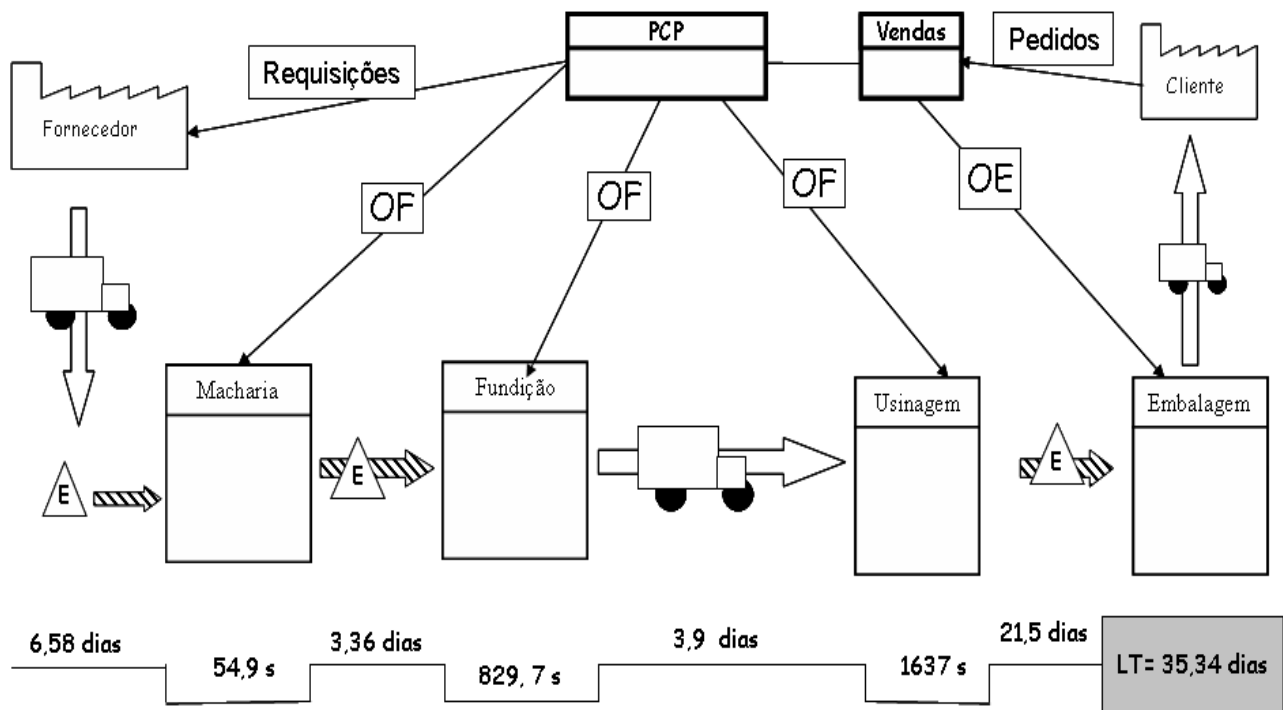 PCP
Vendas
Pedidos
Requisições
Cliente
Fornecedor
OF
OF
OF
OE
Macharia
Fundição
Usinagem
Embalagem
E
E
E
6,58 dias
54,9 s
3,36 dias
829, 7 s
3,9 dias
1637 s
21,5 dias
LT= 35,34 dias